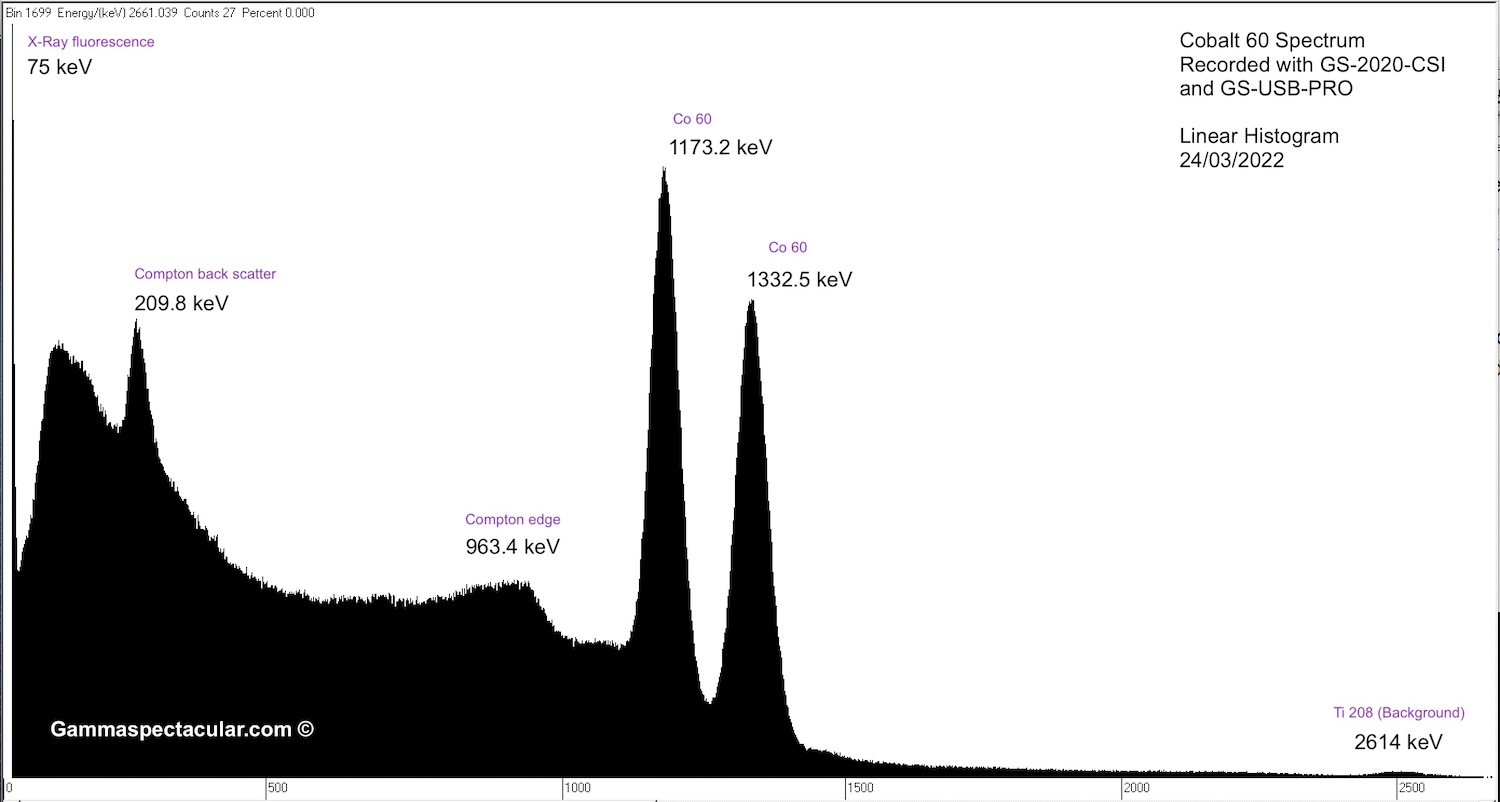 Bin 1699 Energy/(keV) 2661.039 Counts 27 Percent 0.000
X-Ray fluorescence
75 keV
Cobalt 60 Spectrum
Recorded with GS-2020-CSI
and GS-USB-PRO
Linear Histogram
24/03/2022
Co 60
1173.2 keV
Co 60
1332.5 keV
Compton back scatter
209.8 keV
Compton edge
963.4 keV
Ti 208 (Background)
2614 keV
Gammaspectacular.com ©
0 500 1000 1500 2000 2500